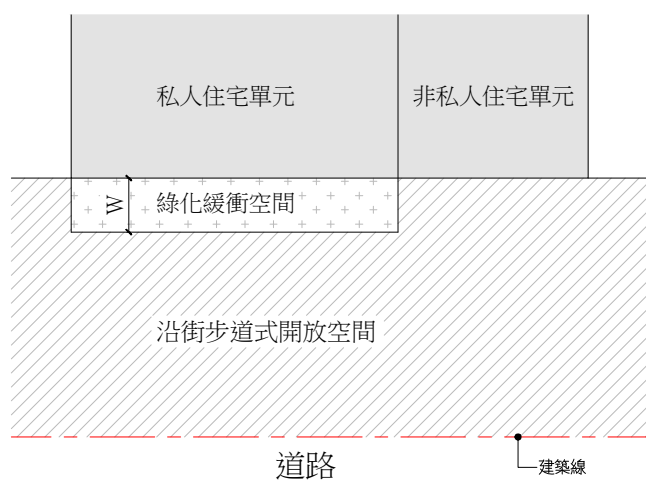 私人住宅單元
非私人住宅單元
W
綠化緩衝空間
沿街步道式開放空間
道路
建築線